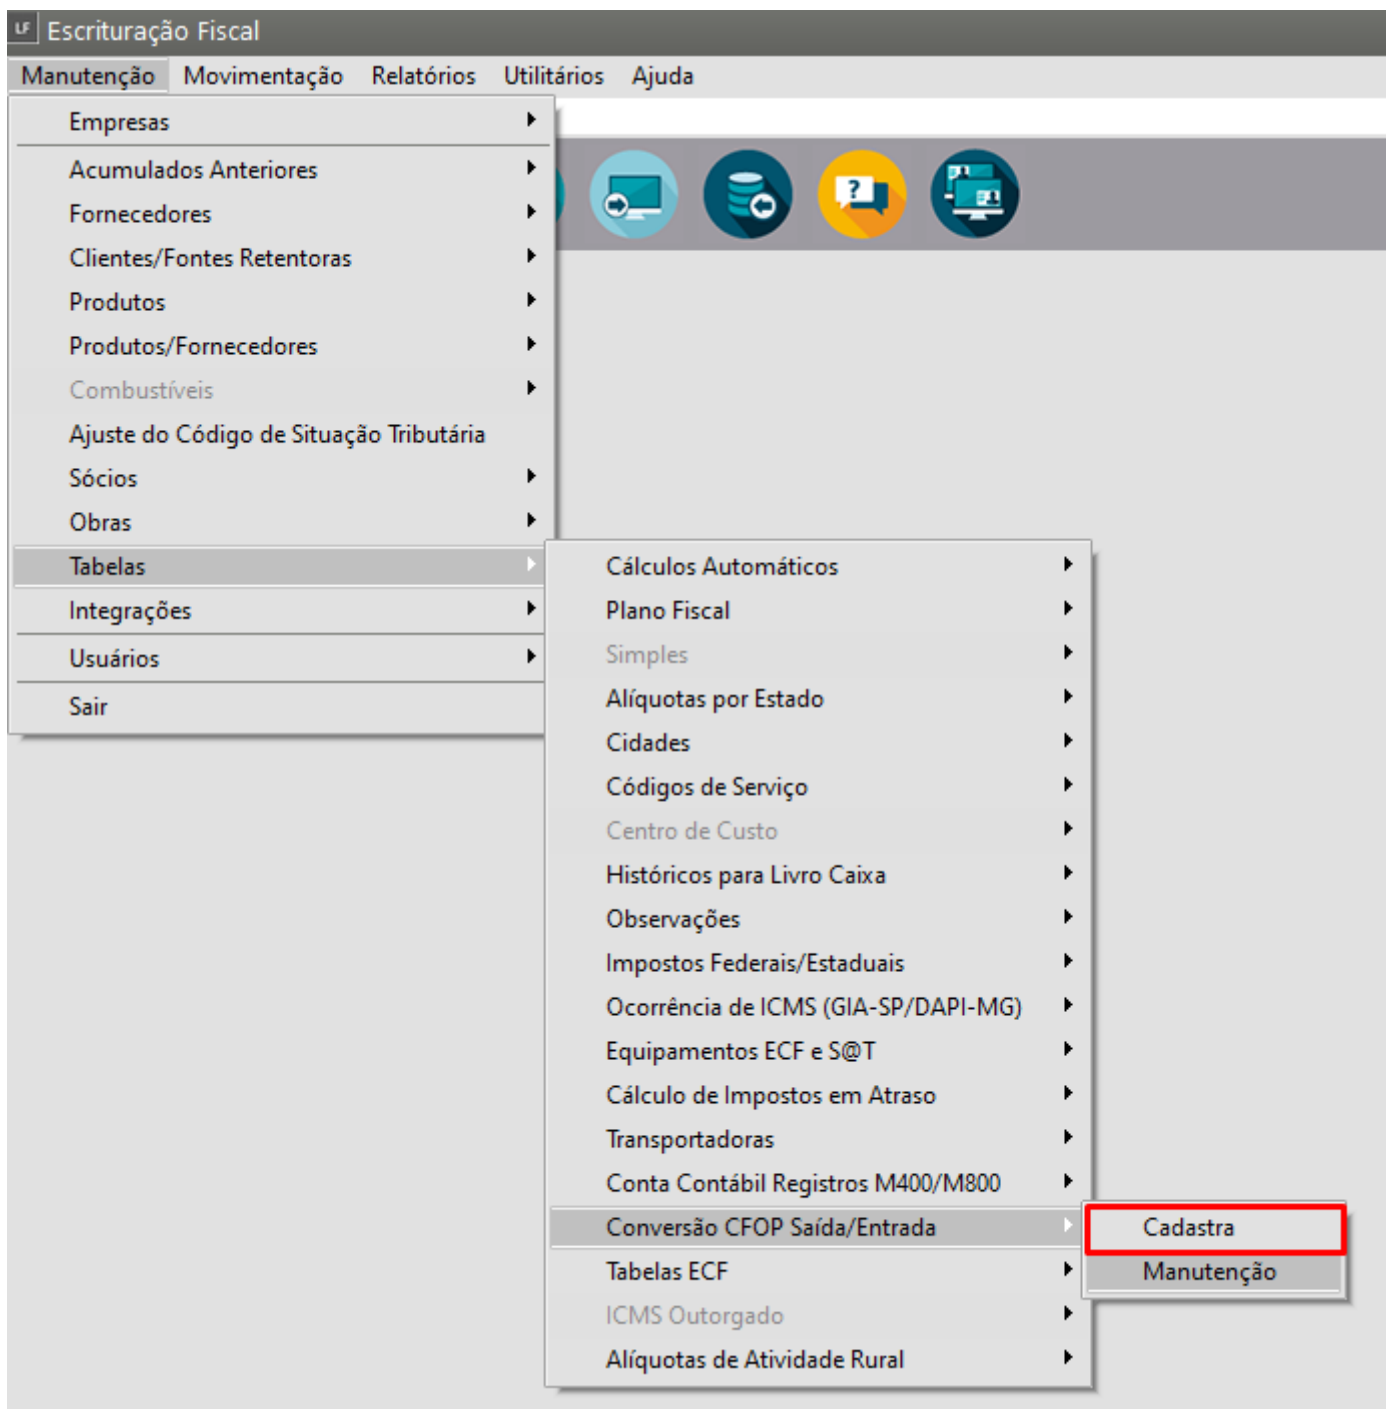 LF Escrituração Fiscal
Manutenção Movimentação Relatórios Utilitários Ajuda
Empresas
Acumulados Anteriores
Fornecedores
Clientes/Fontes Retentoras
Produtos
Produtos/Fornecedores
Combustíveis
Ajuste do Código de Situação Tributária
Sócios
Obras
Tabelas
Integrações
Usuários
Sair
Cálculos Automáticos
Plano Fiscal
Simples
Alíquotas por Estado
Cidades
Códigos de Serviço
Centro de Custo
Históricos para Livro Caixa
Observações
Impostos Federais/Estaduais
Ocorrência de ICMS (GIA-SP/DAPI-MG)
Equipamentos ECF e S@T
Cálculo de Impostos em Atraso
Transportadoras
Conta Contábil Registros M400/M800
Conversão CFOP Saída/Entrada
Tabelas ECF
ICMS Outorgado
Alíquotas de Atividade Rural
Cadastra
Manutenção